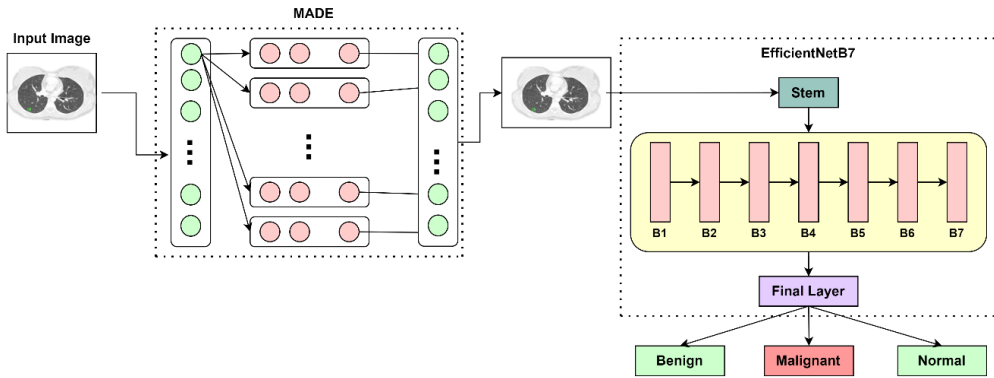 MADE
Input Image
EfficientNetB7
Stem
B1 B2 B3 B4 B5 B6 B7
Final Layer
Benign Malignant Normal